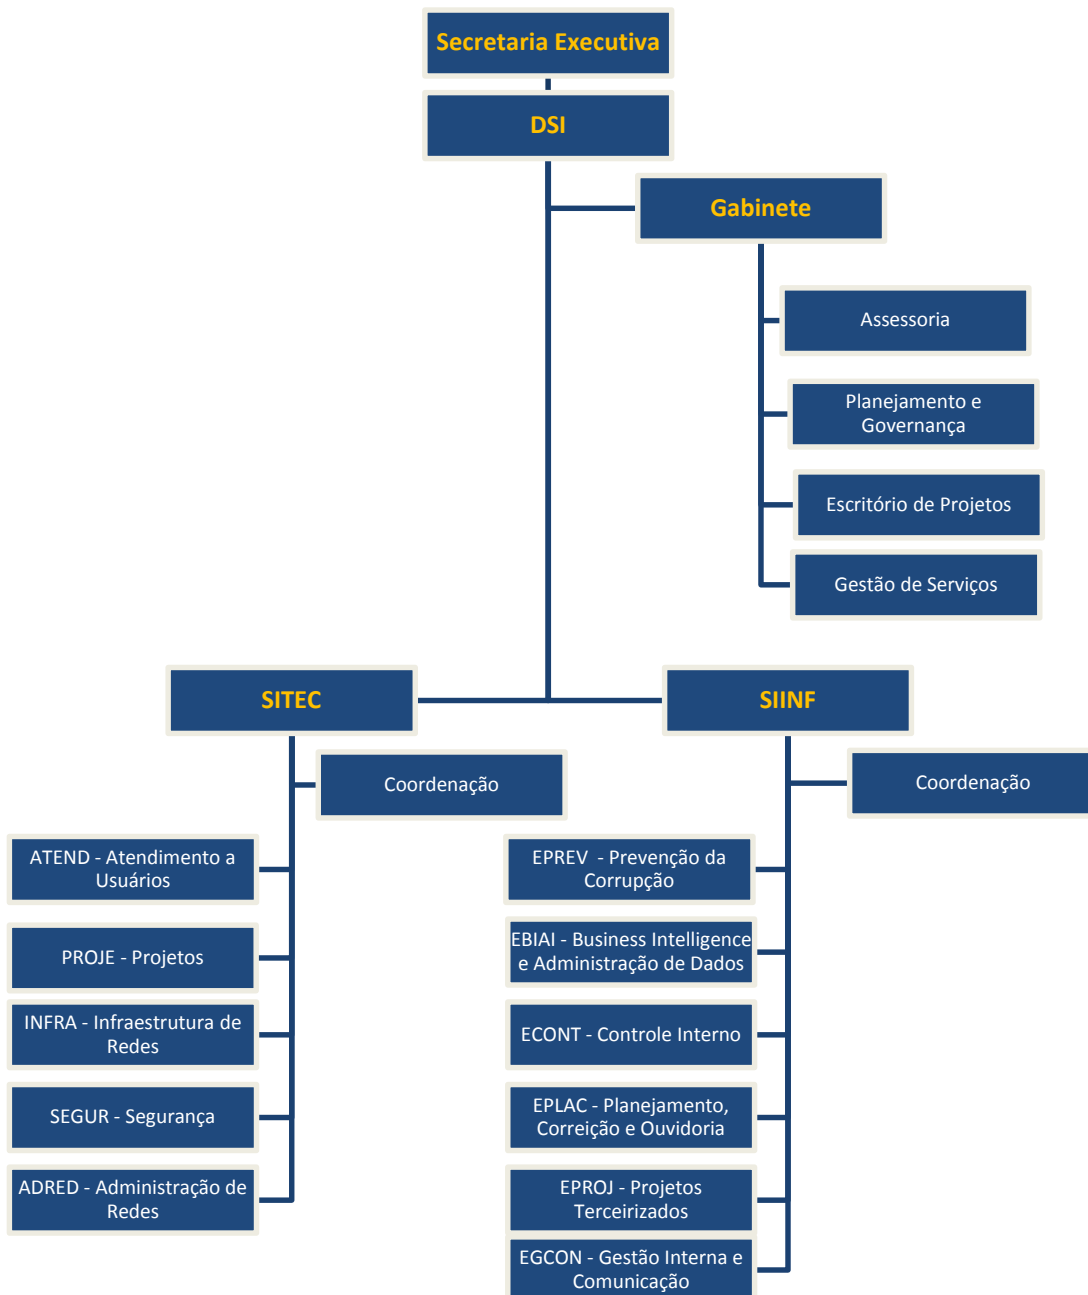 Secretaria Executiva
DSI
Gabinete
Assessoria
Planejamento e
Governança
Escritório de Projetos
Gestão de Serviços
SITEC
SIINF
Coordenação
Coordenação
ATEND - Atendimento a
Usuários
PROJE - Projetos
INFRA - Infraestrutura de
Redes
SEGUR - Segurança
ADRED - Administração de
Redes
EPREV - Prevenção da
Corrupção
EBIAI - Business Intelligence
e Administração de Dados
ECONT - Controle Interno
EPLAC - Planejamento,
Correição e Ouvidoria
EPROJ - Projetos
Terceirizados
EGCON - Gestão Interna e
Comunicação